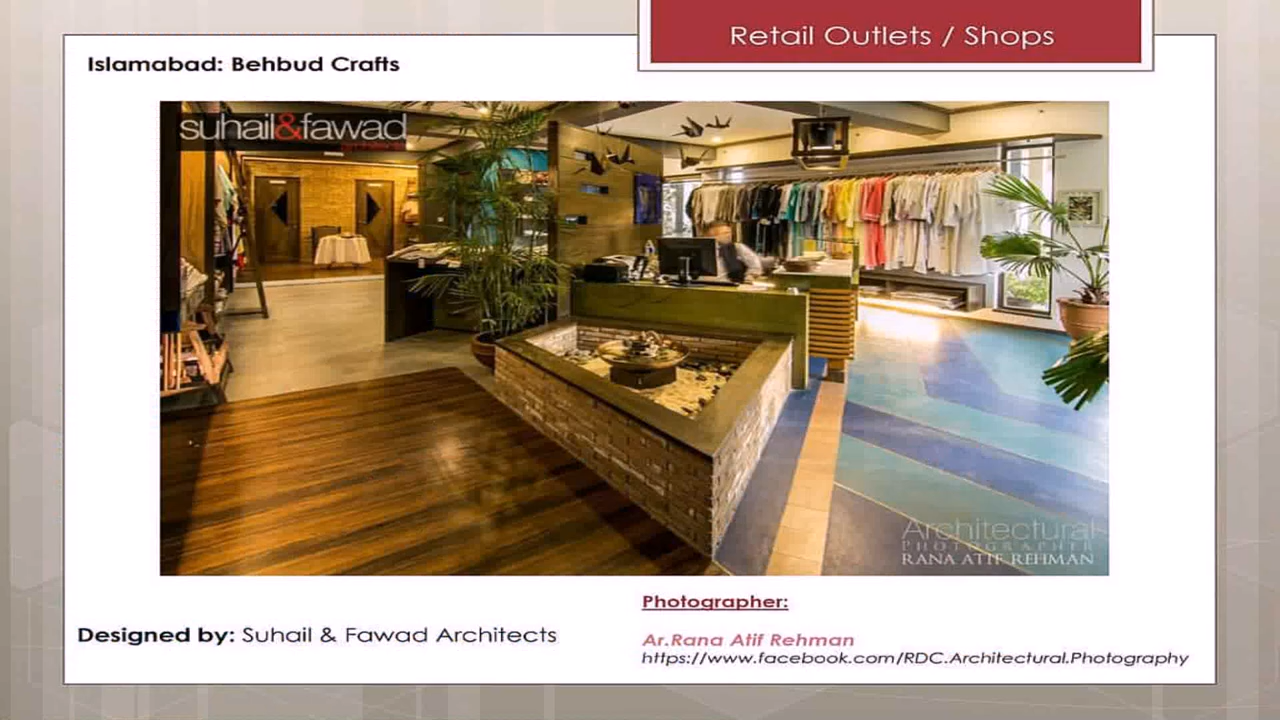 Retail Outlets / Shops
Islamabad: Behbud Crafts
suhail&fawad
Architectural
PHOTOGRAPHER
RANA ATIF REHMAN
Photographer:
Designed by: Suhail & Fawad Architects
Ar.Rana Atif Rehman
https://www.facebook.com/RDC.Architectural.Photography